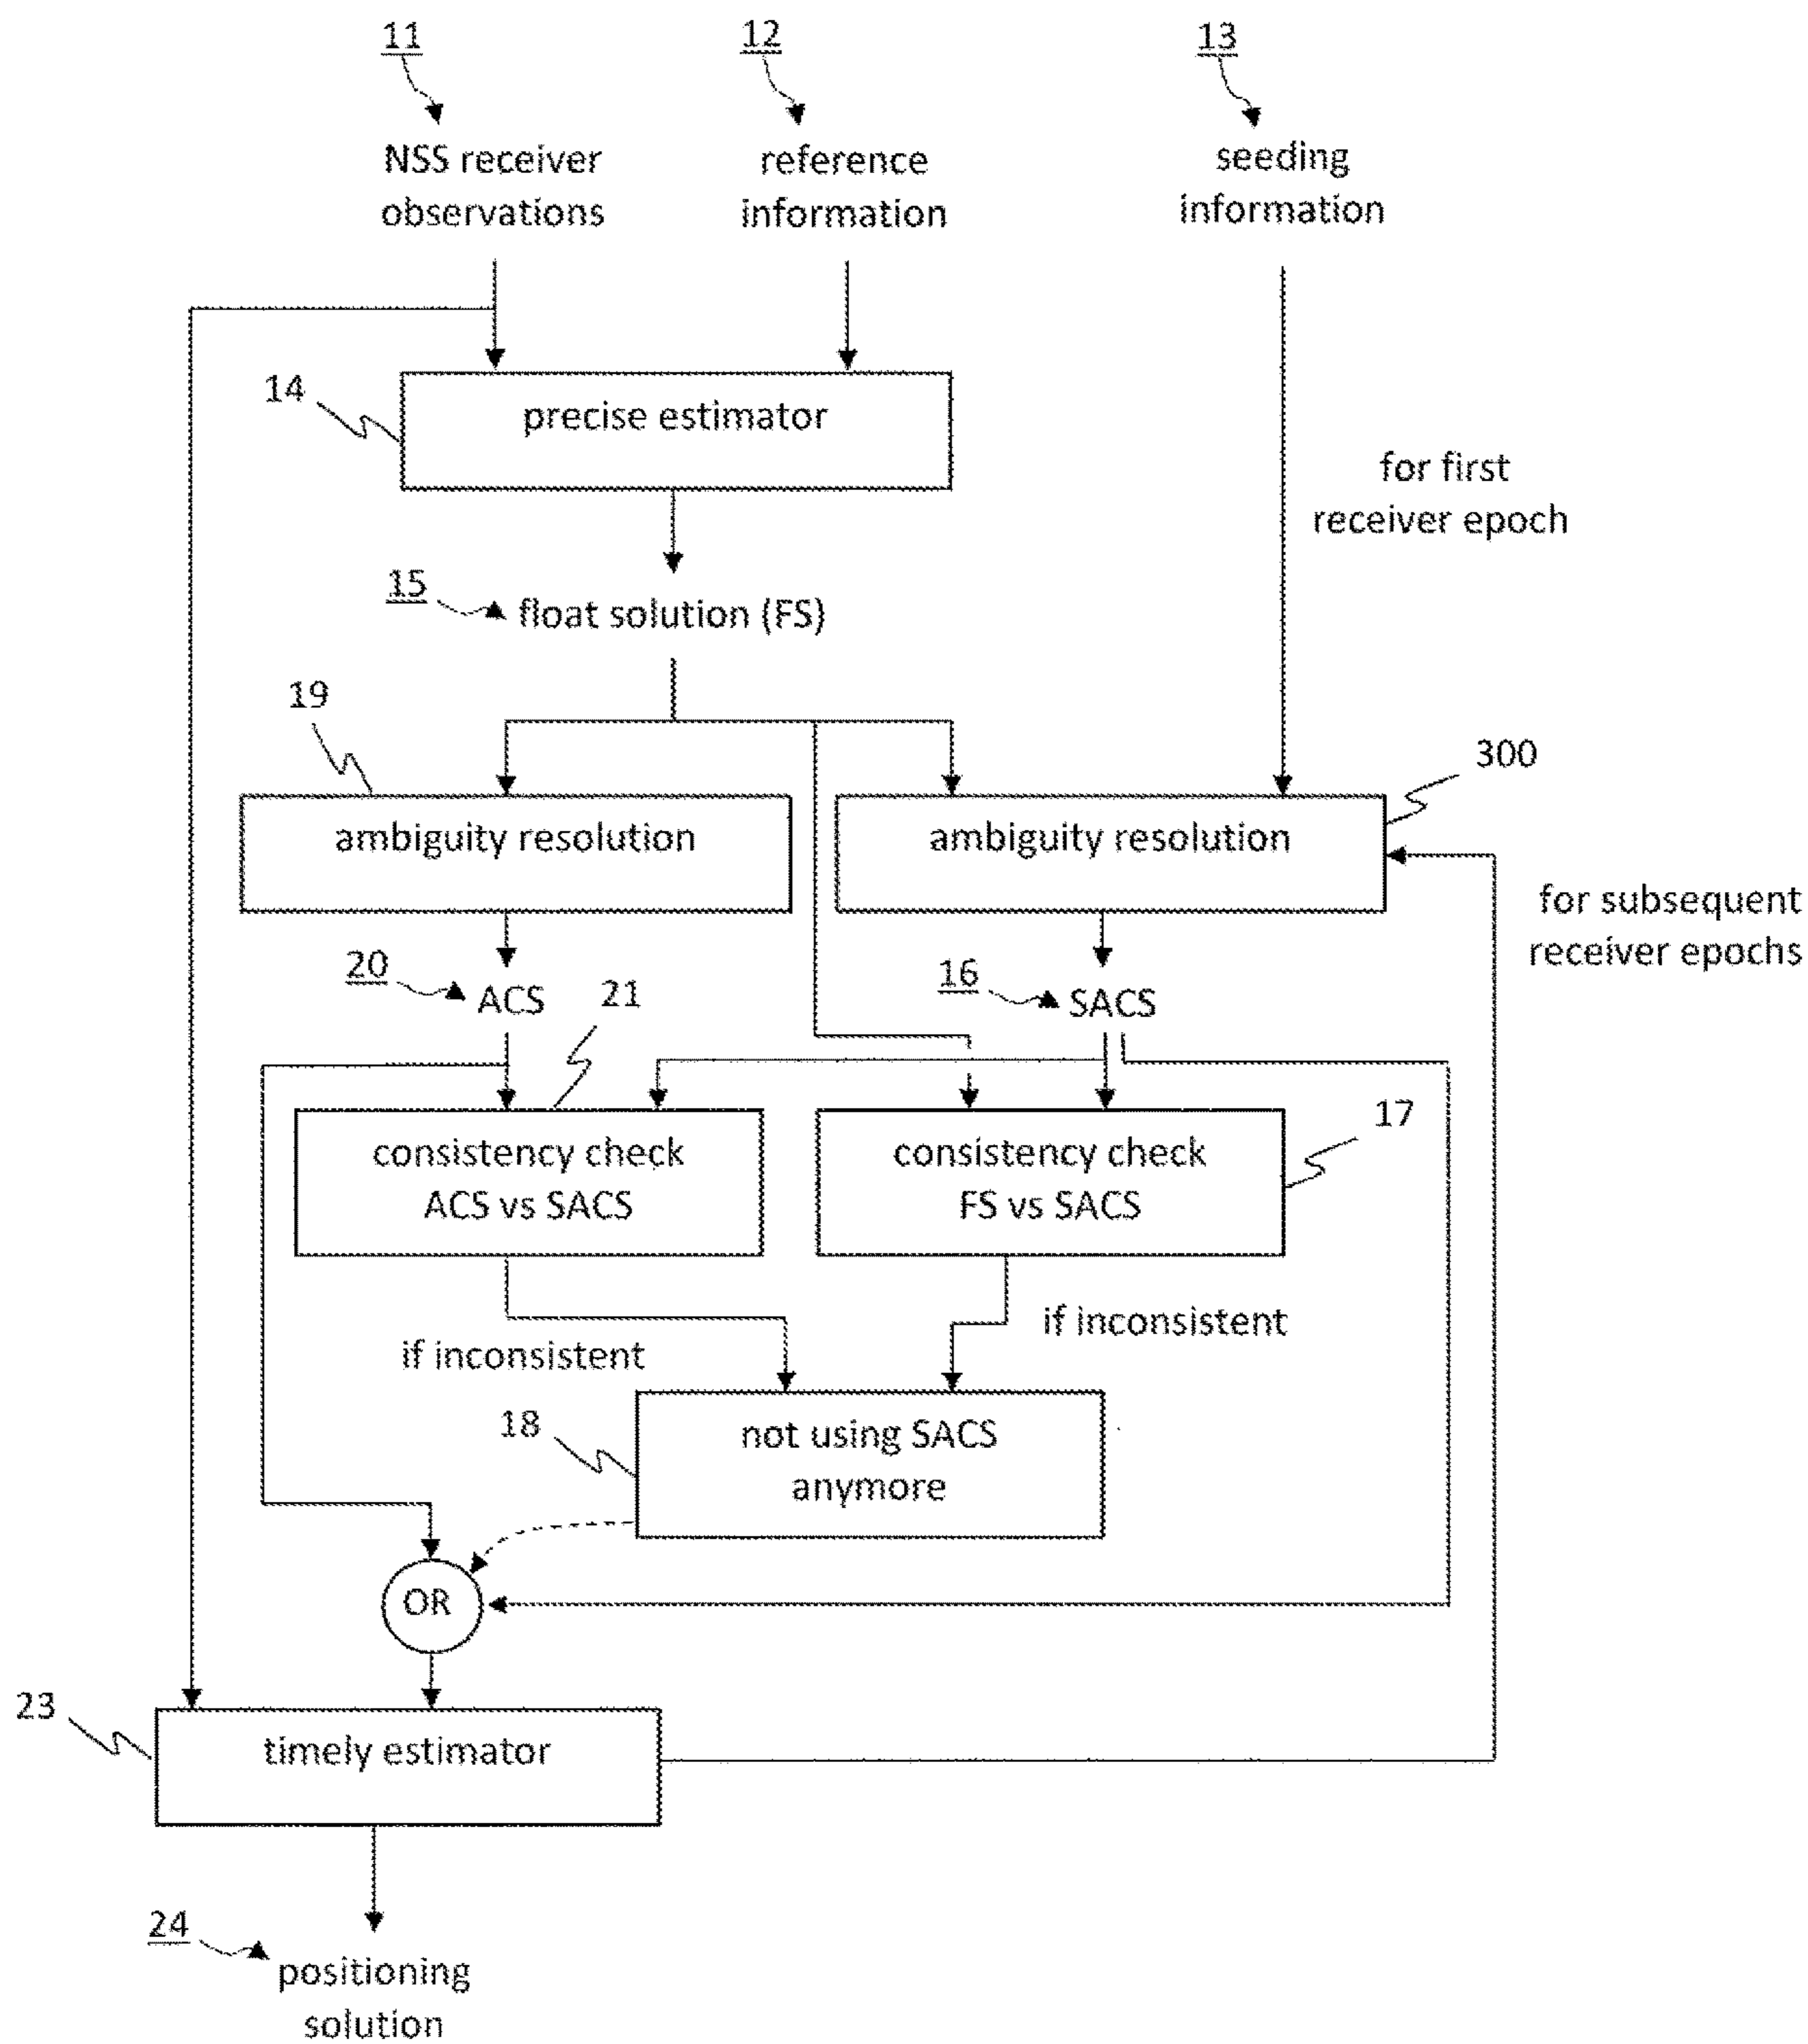 11
12
13
NSS receiver
observations
reference
information
seeding
information
14
precise estimator
for first
receiver epoch
15
float solution (FS)
19
300
ambiguity resolution
ambiguity resolution
for subsequent
receiver epochs
20
ACS
21
16
SACS
17
consistency check
ACS vs SACS
consistency check
FS vs SACS
if inconsistent
if inconsistent
18
not using SACS
anymore
OR
23
timely estimator
24
positioning
solution